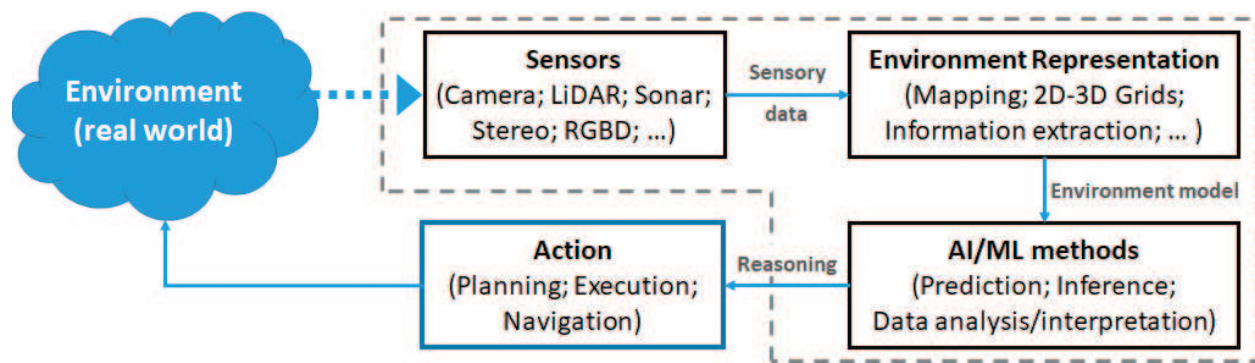 Environment
(real world)
Sensors
(Camera; LiDAR; Sonar;
Stereo; RGBD; ...)
Sensory
data
Environment Representation
(Mapping; 2D-3D Grids;
Information extraction; ... )
Environment model
AI/ML methods
(Prediction; Inference;
Data analysis/interpretation)
Reasoning
Action
(Planning; Execution;
Navigation)